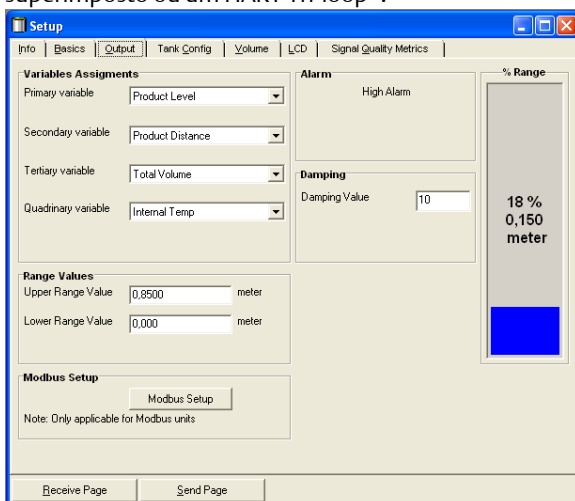 Setup
Info Basics Output Tank Config Volume LCD Signal Quality Metrics
Variables Assigments
Primary variable Product Level
Secondary variable Product Distance
Tertiary variable Total Volume
Quadrinary variable Internal Temp
Alarm
High Alarm
Damping
Damping Value 10
% Range
18 %
0,150
meter
Range Values
Upper Range Value 0,8500 meter
Lower Range Value 0,000 meter
Modbus Setup
Modbus Setup
Note: Only applicable for Modbus units
Receive Page Send Page